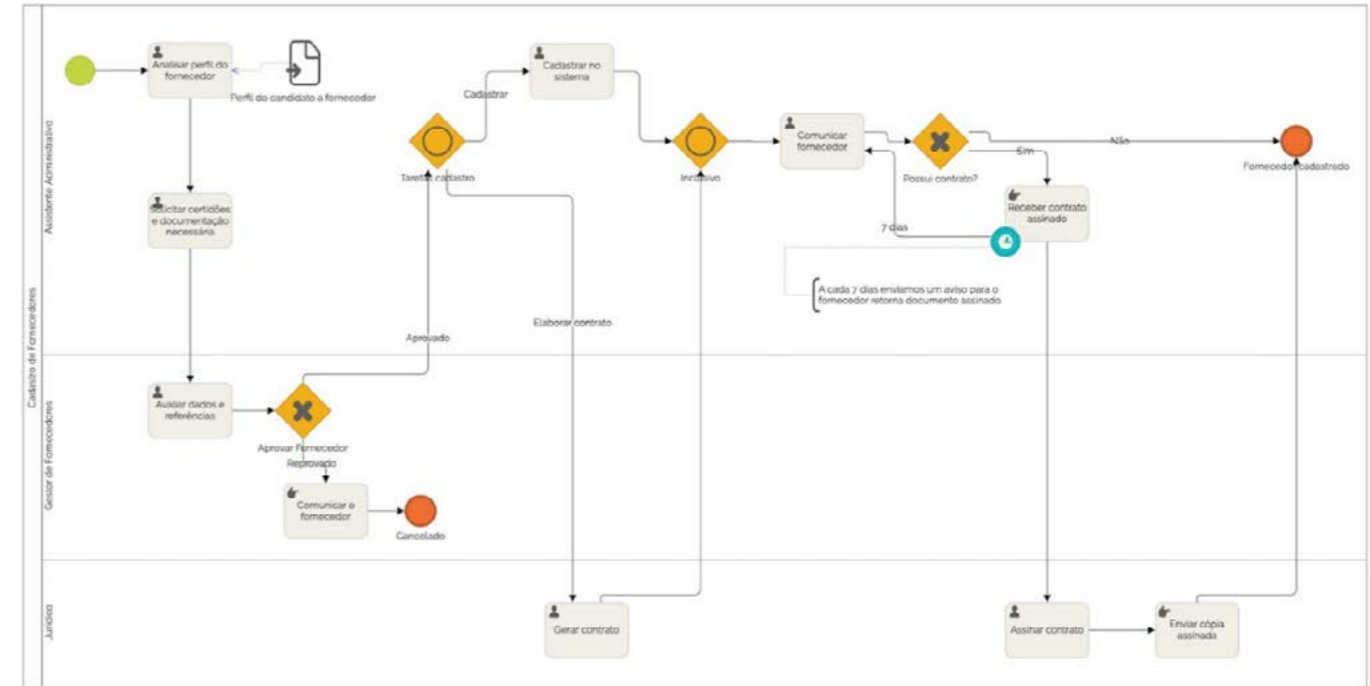 Cadastro de Fornecedores
Assistente Administrativo
Analisar perfil do
fornecedor
Perfil do candidato a fornecedor
Solicitar certidões
e documentação
necessária
Tarefas cadastro
Cadastrar
Cadastrar no
sistema
Elaborar contrato
Inclusivo
Comunicar
fornecedor
Possui contrato?
Não
Sim
Receber contrato
assinado
7 dias
A cada 7 dias enviamos um aviso para o
fornecedor retorna documento assinado
Fornecedor cadastrado
Gestor de Fornecedores
Avaliar dados e
referências
Aprovar Fornecedor
Aprovado
Reprovado
Comunicar o
fornecedor
Cancelado
Jurídico
Gerar contrato
Assinar contrato
Enviar cópia
assinada